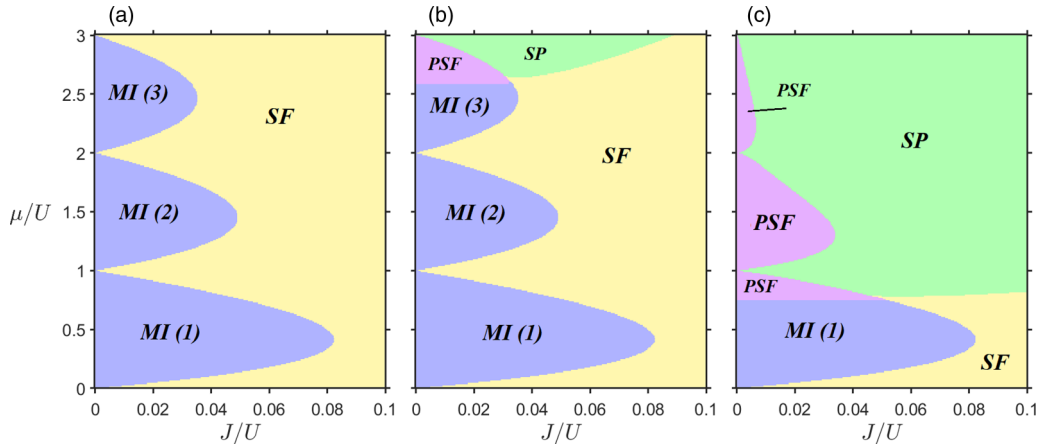 (a)
(b)
(c)
μ/U
3
2.5
2
1.5
1
0.5
0
MI (3)
SF
MI (2)
MI (1)
0 0.02 0.04 0.06 0.08 0.1
J/U
PSF
SP
MI (3)
SF
MI (2)
MI (1)
0 0.02 0.04 0.06 0.08 0.1
J/U
PSF
SP
PSF
PSF
MI (1)
SF
0 0.02 0.04 0.06 0.08 0.1
J/U